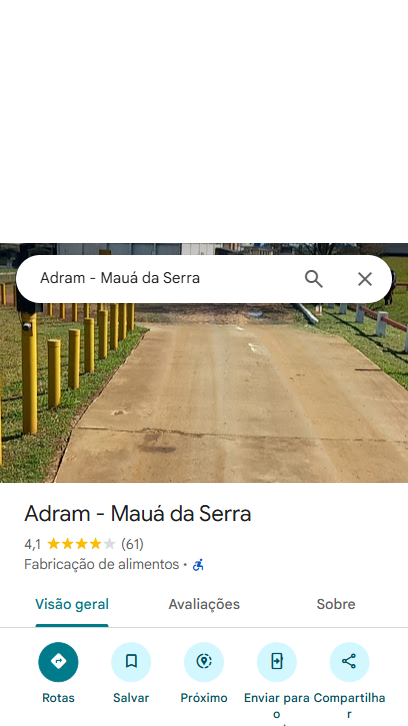 Adram - Mauá da Serra
Adram - Mauá da Serra
4,1 (61)
Fabricação de alimentos ·
Visão geral Avaliações Sobre
Rotas Salvar Próximo Enviar para o Compartilhar